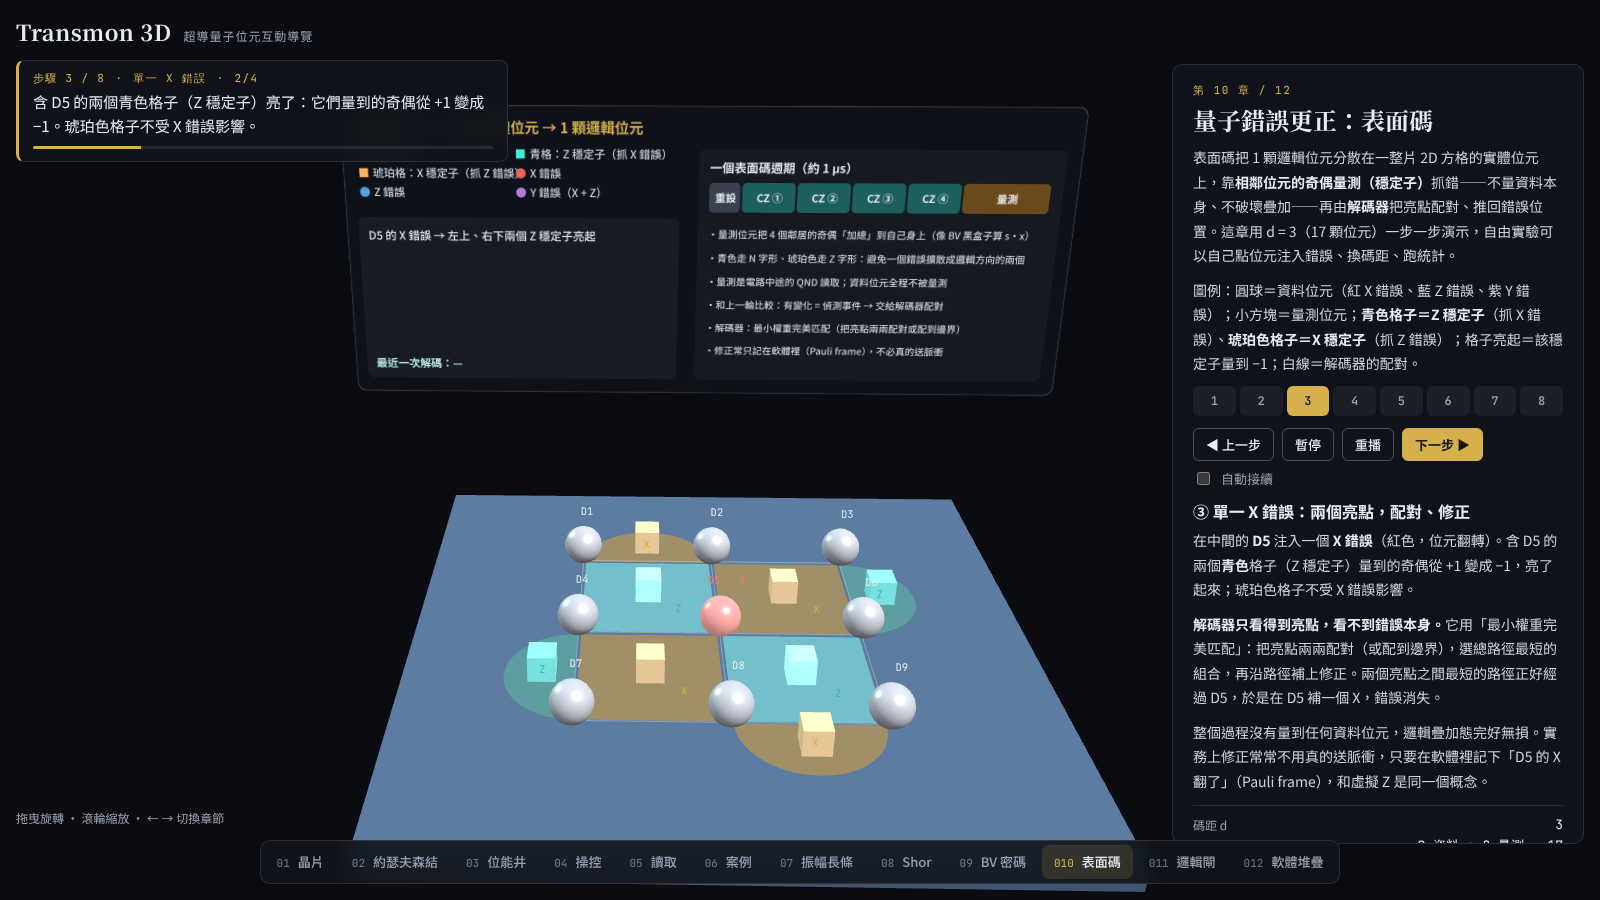 Transmon 3D 超導量子位元互動導覽
步驟 3 / 8 · 單一 X 錯誤 · 2/4
含 D5 的兩個青色格子（Z 穩定子）亮了：它們量到的奇偶從 +1 變成
−1。琥珀色格子不受 X 錯誤影響。
位元 → 1 顆邏輯位元
青格：Z 穩定子（抓 X 錯誤）
琥珀格：X 穩定子（抓 Z 錯誤）
X 錯誤
Z 錯誤
Y 錯誤（X + Z）
D5 的 X 錯誤 → 左上、右下兩個 Z 穩定子亮起
最近一次解碼：—
一個表面碼週期（約 1 μs）
重設 CZ ① CZ ② CZ ③ CZ ④ 量測
・量測位元把 4 個鄰居的奇偶「加總」到自己身上（像 BV 黑盒子算 s・x）
・青色走 N 字形、琥珀色走 Z 字形：避免一個錯誤擴散成邏輯方向的兩個
・量測是電路中途的 QND 讀取；資料位元全程不被量測
・和上一輪比較：有變化 = 偵測事件 → 交給解碼器配對
・解碼器：最小權重完美匹配（把亮點兩兩配對或配到邊界）
・修正常只記在軟體裡（Pauli frame），不必真的送脈衝
D1
D2
D3
X
D4
D5 · X
D6
Z
Z
X
Z
D7
D8
D9
X
Z
X
拖曳旋轉 · 滾輪縮放 · ← → 切換章節
第 10 章 / 12
量子錯誤更正：表面碼
表面碼把 1 顆邏輯位元分散在一整片 2D 方格的實體位元
上，靠相鄰位元的奇偶量測（穩定子）抓錯——不量資料本
身、不破壞疊加——再由解碼器把亮點配對、推回錯誤位
置。這章用 d = 3（17 顆位元）一步一步演示，自由實驗可
以自己點位元注入錯誤、換碼距、跑統計。
圖例：圓球＝資料位元（紅 X 錯誤、藍 Z 錯誤、紫 Y 錯
誤）；小方塊＝量測位元；青色格子＝Z 穩定子（抓 X 錯
誤）、琥珀色格子＝X 穩定子（抓 Z 錯誤）；格子亮起＝該穩
定子量到 −1；白線＝解碼器的配對。
1 2 3 4 5 6 7 8
◀ 上一步 暫停 重播 下一步 ▶
自動接續
③ 單一 X 錯誤：兩個亮點，配對、修正
在中間的 D5 注入一個 X 錯誤（紅色，位元翻轉）。含 D5 的
兩個青色格子（Z 穩定子）量到的奇偶從 +1 變成 −1，亮了
起來；琥珀色格子不受 X 錯誤影響。
解碼器只看得到亮點，看不到錯誤本身。它用「最小權重完
美匹配」：把亮點兩兩配對（或配到邊界），選總路徑最短的
組合，再沿路徑補上修正。兩個亮點之間最短的路徑正好經
過 D5，於是在 D5 補一個 X，錯誤消失。
整個過程沒有量到任何資料位元，邏輯疊加態完好無損。實
務上修正常常不用真的送脈衝，只要在軟體裡記下「D5 的 X
翻了」（Pauli frame），和虛擬 Z 是同一個概念。
碼距 d 3
01 晶片 02 約瑟夫森結 03 位能井 04 操控 05 讀取 06 案例 07 振幅長條 08 Shor 09 BV 密碼 010 表面碼 011 邏輯閘 012 軟體堆疊